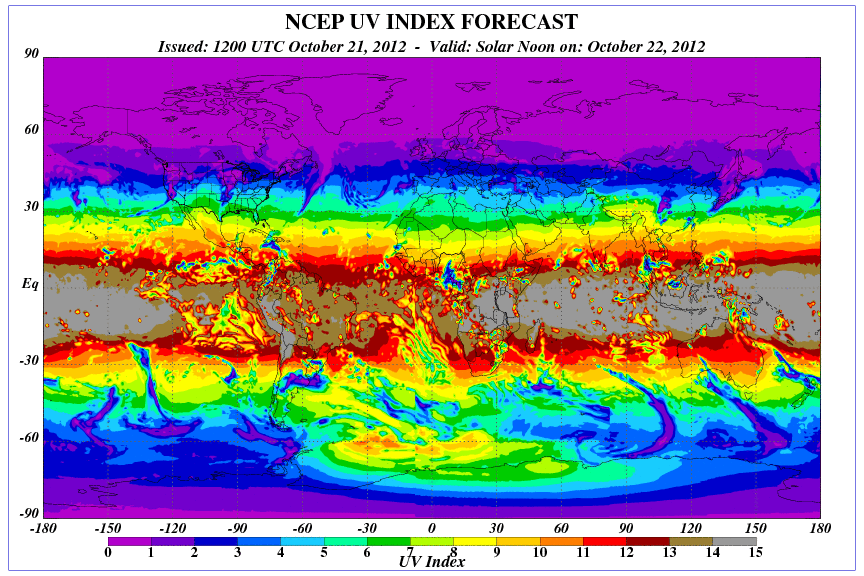 NCEP UV INDEX FORECAST
Issued: 1200 UTC October 21, 2012 - Valid: Solar Noon on: October 22, 2012
90
60
30
Eq
-30
-60
-90
-180 -150 -120 -90 -60 -30 0 30 60 90 120 150 180
0 1 2 3 4 5 6 7 8 9 10 11 12 13 14 15
UV Index